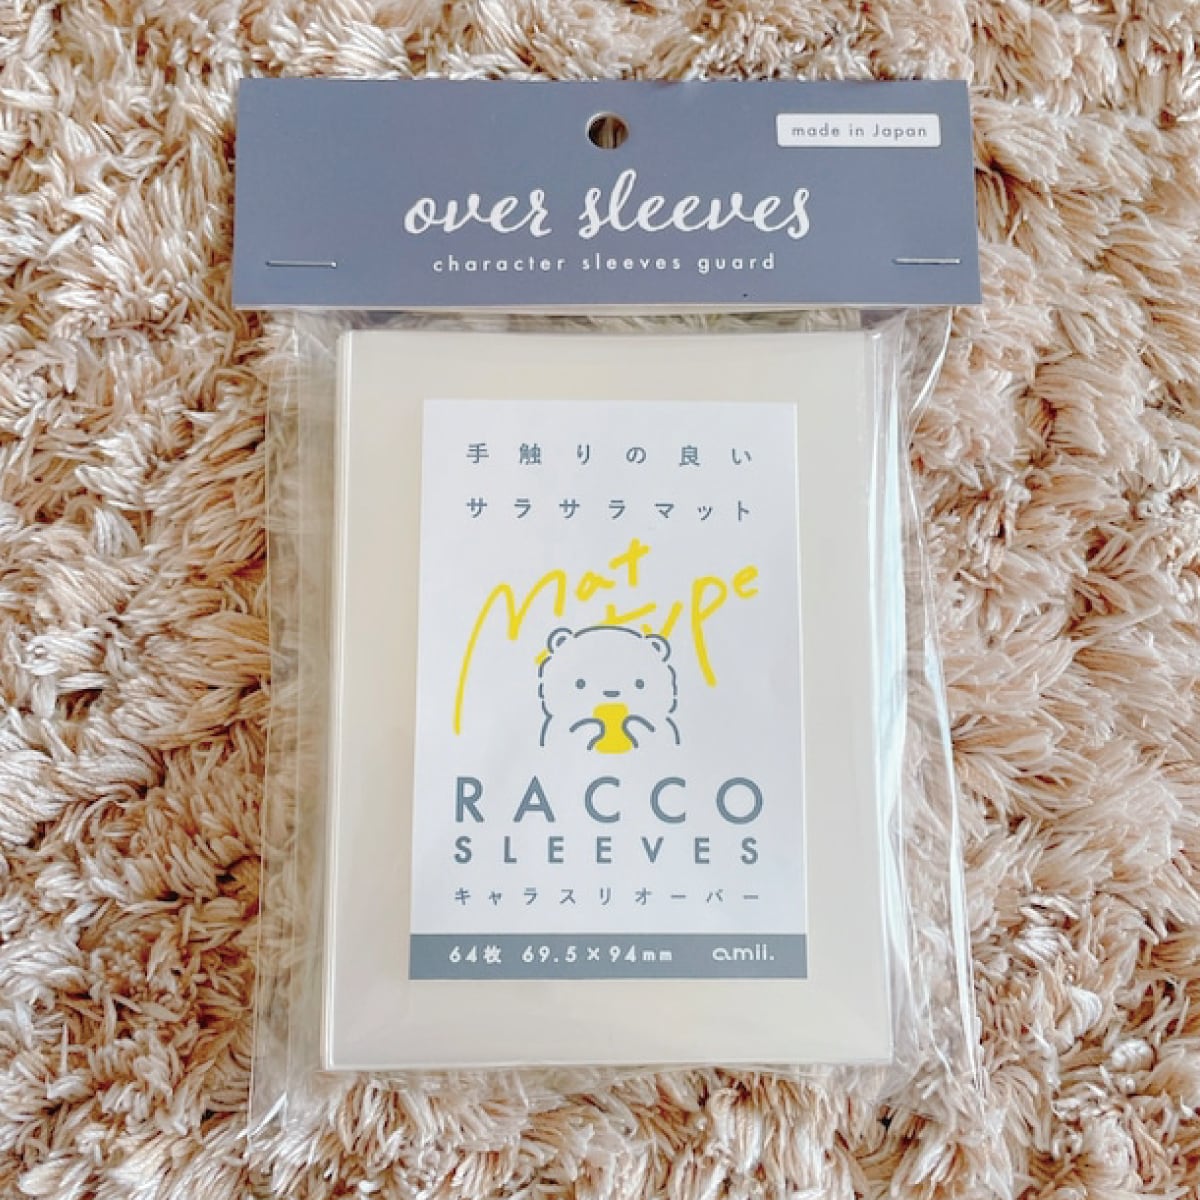 made in Japan
over sleeves
character sleeves guard
手触りの良い
サラサラマット
Mat
type
RACCO
SLEEVES
キャラスリオーバー
64枚 69.5×94mm amii.